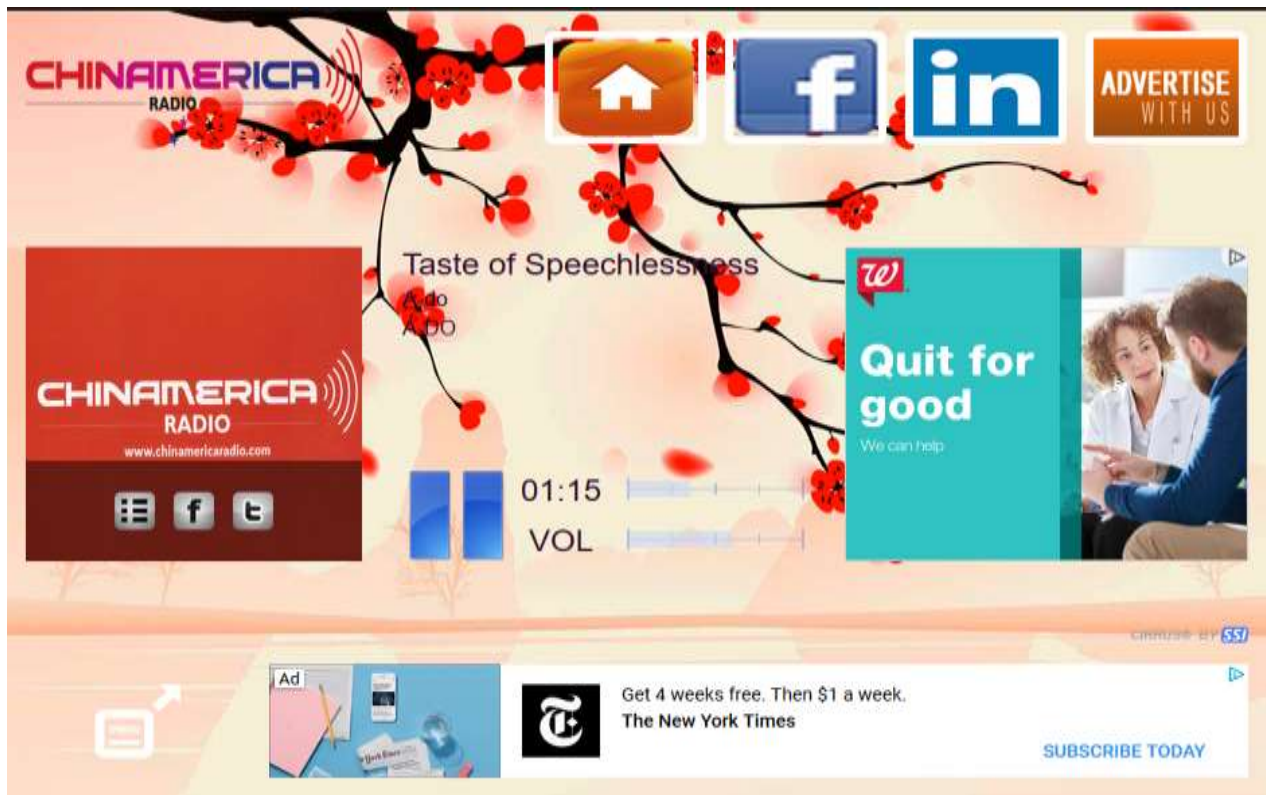 CHINAMERICA
RADIO
ADVERTISE
WITH US
CHINAMERICA
RADIO
www.chinamericaradio.com
Taste of Speechlessness
A.do
A.DO
01:15
VOL
Quit for
good
We can help
BY SSI
Ad
Get 4 weeks free. Then $1 a week.
The New York Times
SUBSCRIBE TODAY